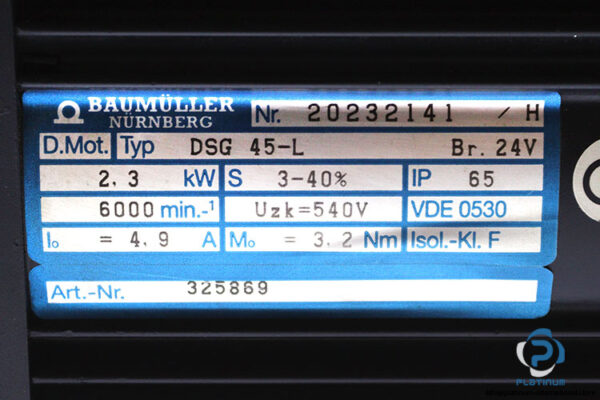 BAUMÜLLER
NÜRNBERG
Nr. 20232141 / H
D.Mot. Typ DSG 45-L Br. 24V
2,3 kW S 3-40% IP 65
6000 min.-¹ Uzk=540V VDE 0530
I₀ = 4,9 A M₀ = 3,2 Nm Isol.-Kl. F
Art.-Nr. 325869
PLATINUM